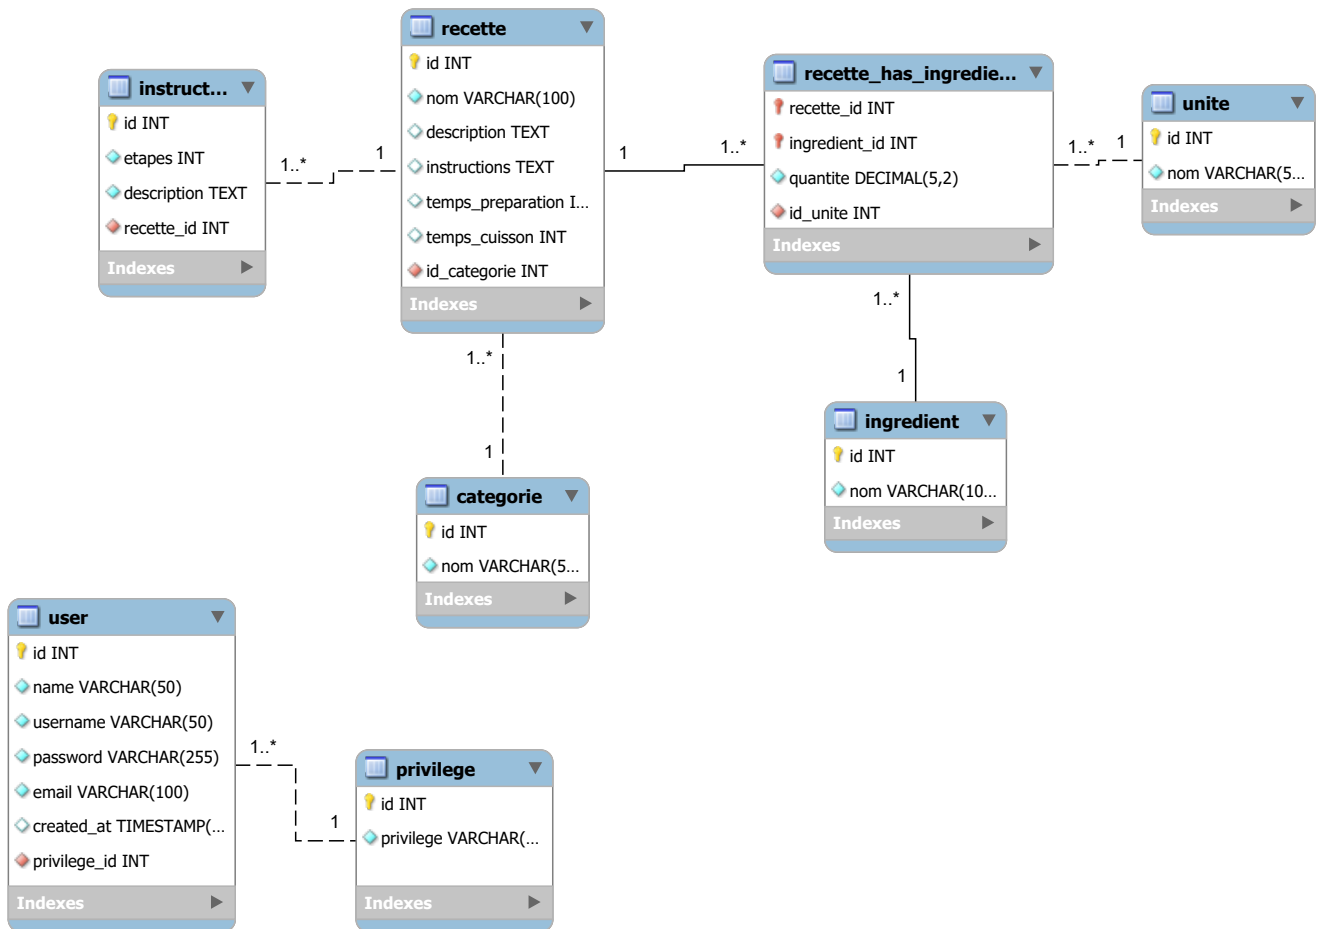 recette
id INT
nom VARCHAR(100)
description TEXT
instructions TEXT
temps_preparation I...
temps_cuisson INT
id_categorie INT
Indexes
instruct...
id INT
etapes INT
description TEXT
recette_id INT
Indexes
1..*
1
1
1..*
recette_has_ingredie...
recette_id INT
ingredient_id INT
quantite DECIMAL(5,2)
id_unite INT
Indexes
1..*
1
unite
id INT
nom VARCHAR(5...
Indexes
1..*
1
ingredient
id INT
nom VARCHAR(10...
Indexes
1..*
1
categorie
id INT
nom VARCHAR(5...
Indexes
user
id INT
name VARCHAR(50)
username VARCHAR(50)
password VARCHAR(255)
email VARCHAR(100)
created_at TIMESTAMP(...
privilege_id INT
Indexes
1..*
1
privilege
id INT
privilege VARCHAR(...
Indexes